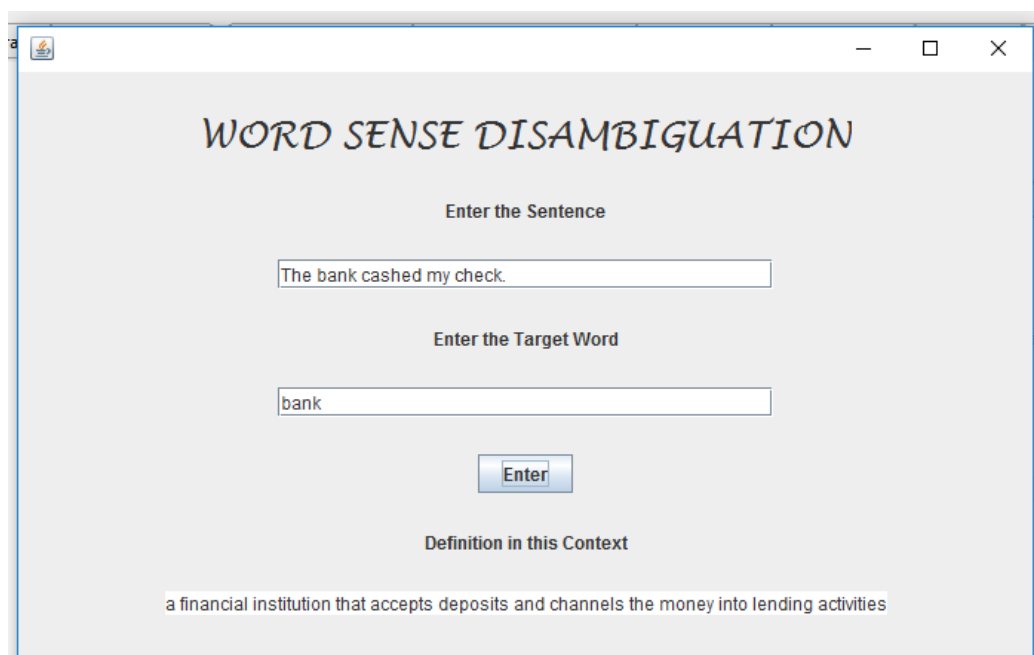 ra
WORD SENSE DISAMBIGUATION
Enter the Sentence
The bank cashed my check.
Enter the Target Word
bank
Enter
Definition in this Context
a financial institution that accepts deposits and channels the money into lending activities